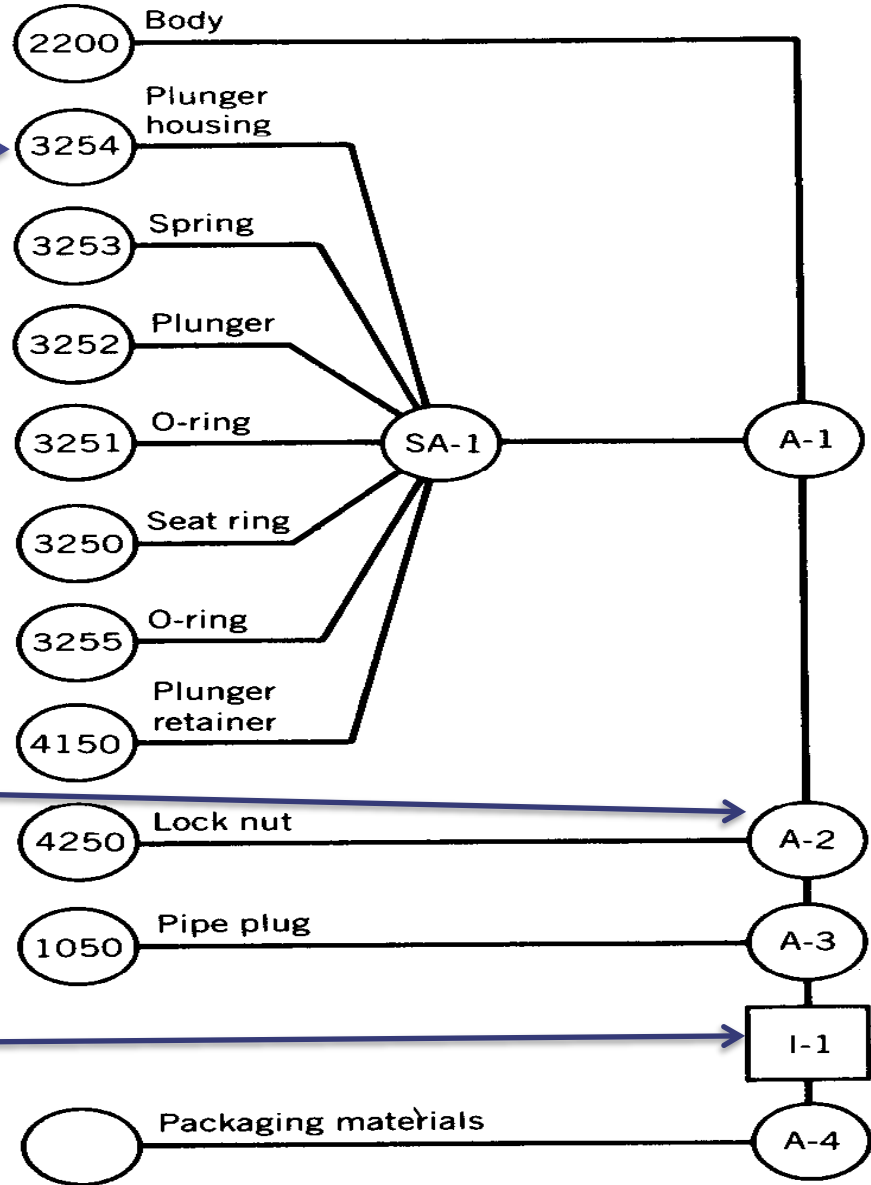 Body
2200
Plunger
housing
3254
Spring
3253
Plunger
3252
O-ring
3251
SA-1
A-1
Seat ring
3250
O-ring
3255
Plunger
retainer
4150
Lock nut
4250
A-2
Pipe plug
1050
A-3
I-1
Packaging materials
A-4